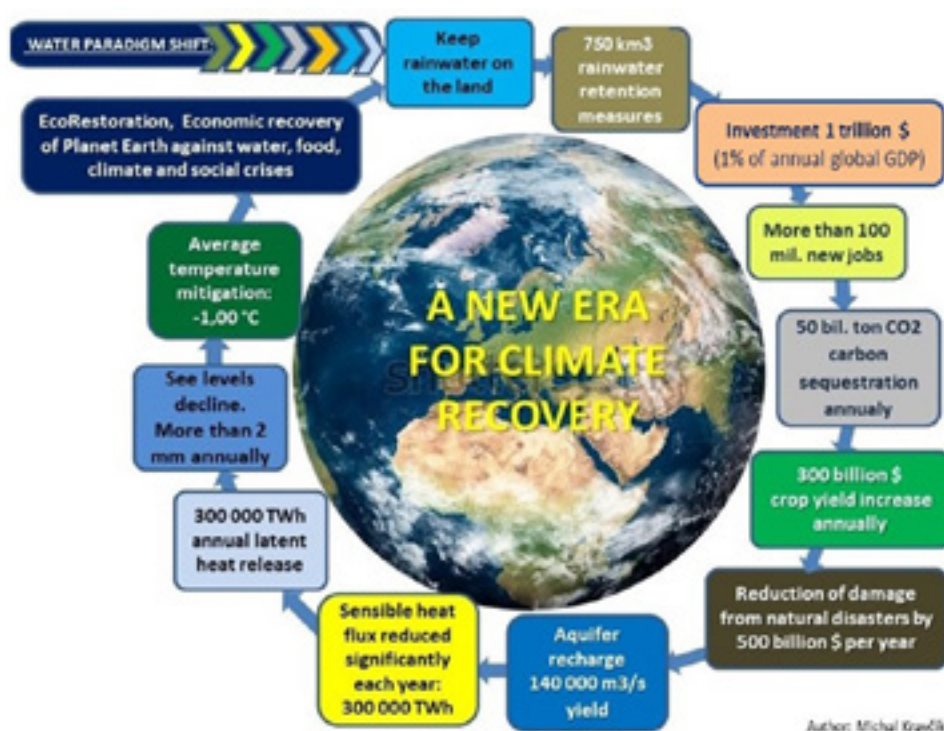 WATER PARADIGM SHIFT:
Keep
rainwater on
the land
750 km3
rainwater
retention
measures
Investment 1 trillion $
(1% of annual global GDP)
More than 100
mil. new jobs
50 bil. ton CO2
carbon
sequestration
annualy
300 billion $
crop yield increase
annually
Reduction of damage
from natural disasters by
500 billion $ per year
Aquifer
recharge
140 000 m3/s
yield
Sensible heat
flux reduced
significantly
each year:
300 000 TWh
300 000 TWh
annual latent
heat release
See levels
decline.
More than 2
mm annually
Average
temperature
mitigation:
-1,00 °C
EcoRestoration, Economic recovery
of Planet Earth against water, food,
climate and social crises
A NEW ERA
FOR CLIMATE
RECOVERY
Author: Michal